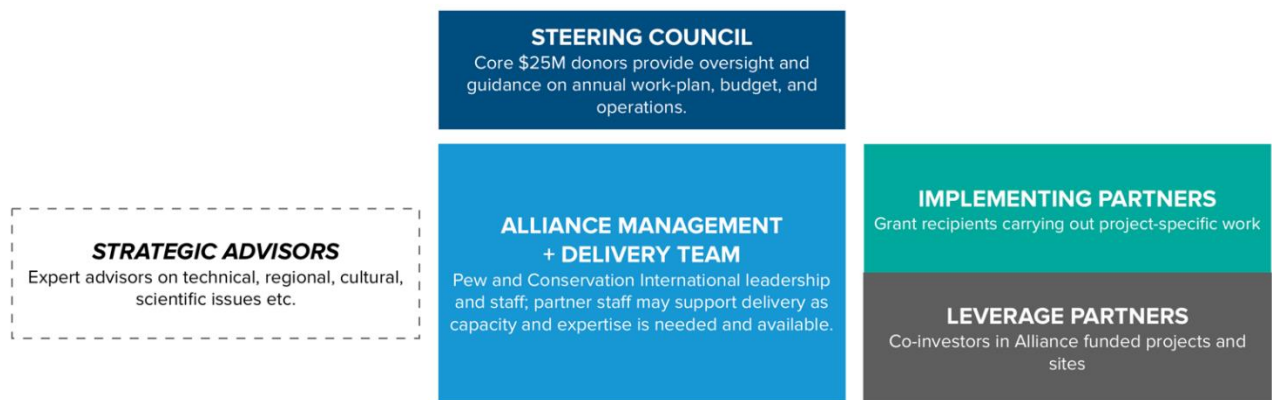 STEERING COUNCIL
Core $25M donors provide oversight and
guidance on annual work-plan, budget, and
operations.
STRATEGIC ADVISORS
Expert advisors on technical, regional, cultural,
scientific issues etc.
ALLIANCE MANAGEMENT
+ DELIVERY TEAM
Pew and Conservation International leadership
and staff; partner staff may support delivery as
capacity and expertise is needed and available.
IMPLEMENTING PARTNERS
Grant recipients carrying out project-specific work
LEVERAGE PARTNERS
Co-investors in Alliance funded projects and
sites